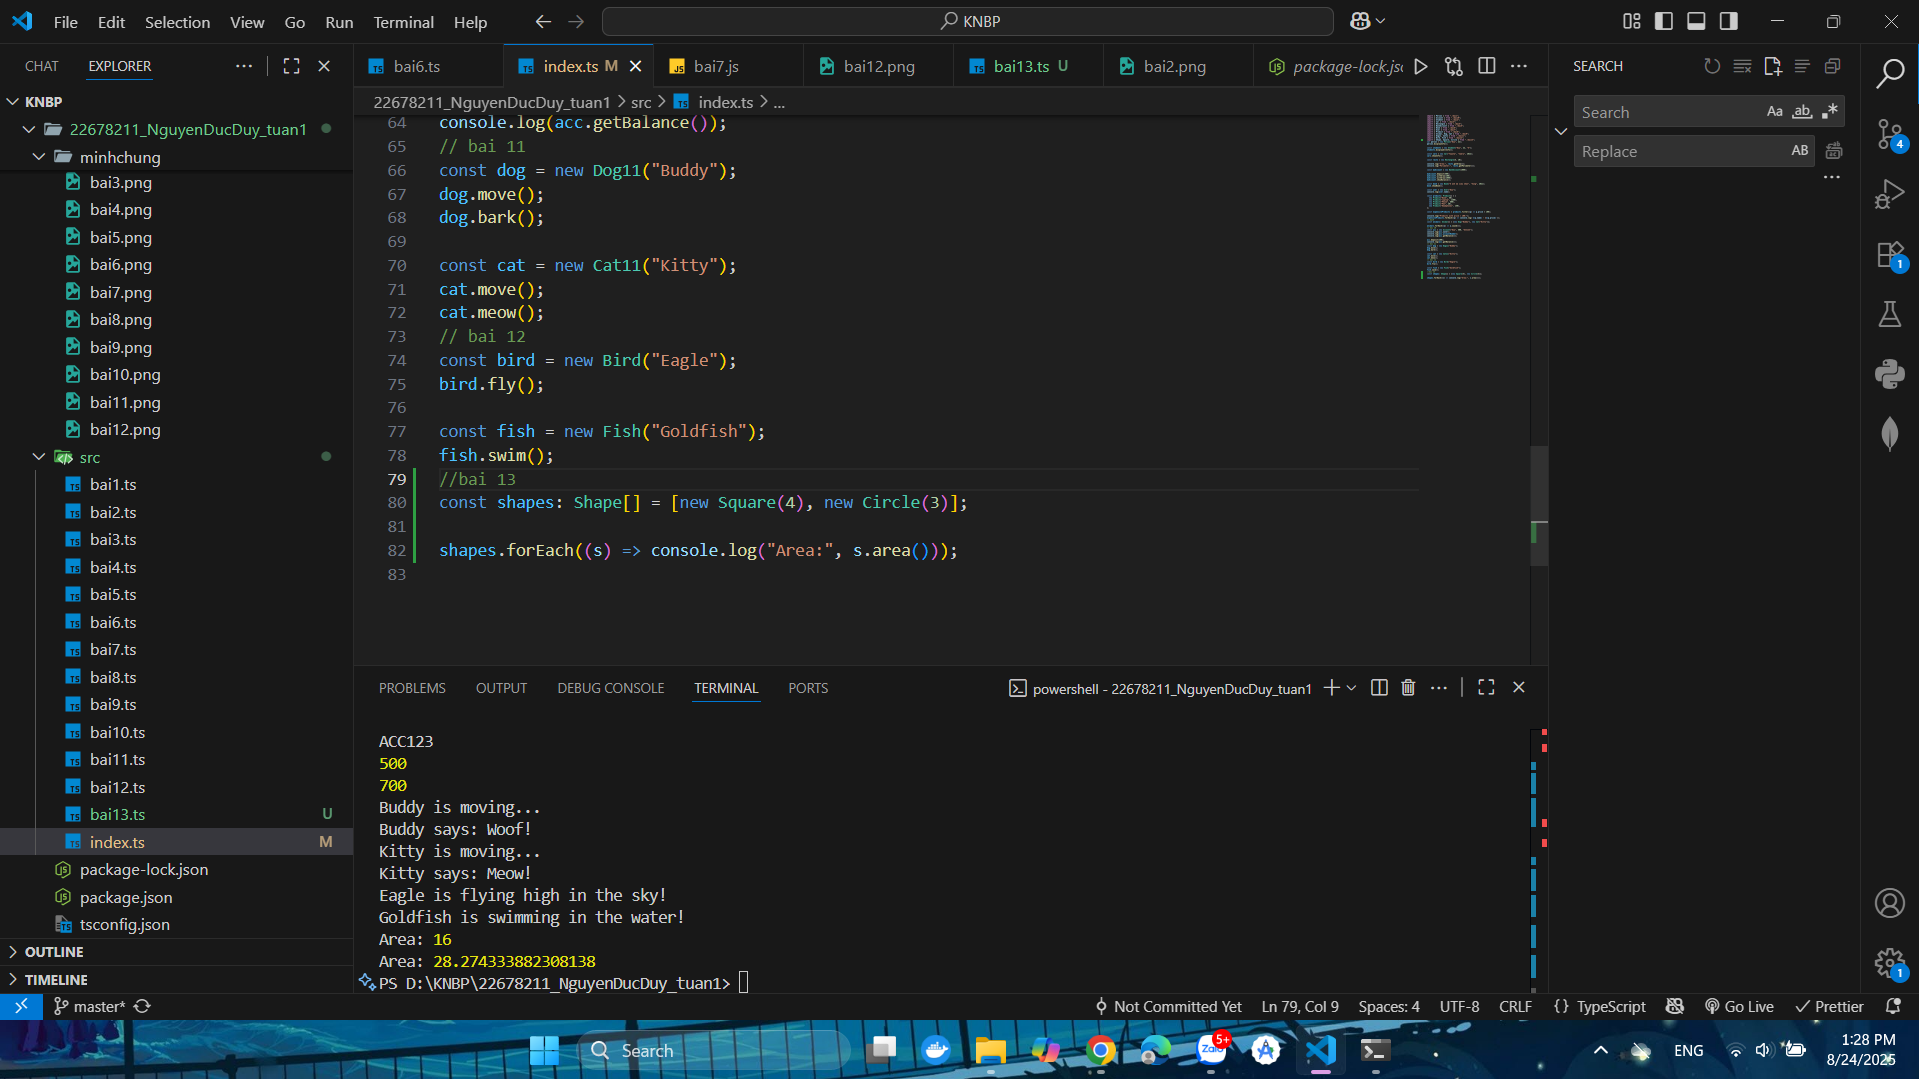 File Edit Selection View Go Run Terminal Help
KNBP
CHAT EXPLORER
KNBP
22678211_NguyenDucDuy_tuan1
minhchung
bai3.png
bai4.png
bai5.png
bai6.png
bai7.png
bai8.png
bai9.png
bai10.png
bai11.png
bai12.png
src
bai1.ts
bai2.ts
bai3.ts
bai4.ts
bai5.ts
bai6.ts
bai7.ts
bai8.ts
bai9.ts
bai10.ts
bai11.ts
bai12.ts
bai13.ts U
index.ts M
package-lock.json
package.json
tsconfig.json
OUTLINE
TIMELINE
bai6.ts index.ts M bai7.js bai12.png bai13.ts U bai2.png package-lock.jsc
22678211_NguyenDucDuy_tuan1 > src > index.ts > ...
64 console.log(acc.getBalance());
65 // bai 11
66 const dog = new Dog11("Buddy");
67 dog.move();
68 dog.bark();
69
70 const cat = new Cat11("Kitty");
71 cat.move();
72 cat.meow();
73 // bai 12
74 const bird = new Bird("Eagle");
75 bird.fly();
76
77 const fish = new Fish("Goldfish");
78 fish.swim();
79 //bai 13
80 const shapes: Shape[] = [new Square(4), new Circle(3)];
81
82 shapes.forEach((s) => console.log("Area:", s.area()));
83
PROBLEMS OUTPUT DEBUG CONSOLE TERMINAL PORTS
powershell - 22678211_NguyenDucDuy_tuan1
ACC123
500
700
Buddy is moving...
Buddy says: Woof!
Kitty is moving...
Kitty says: Meow!
Eagle is flying high in the sky!
Goldfish is swimming in the water!
Area: 16
Area: 28.274333882308138
PS D:\KNBP\22678211_NguyenDucDuy_tuan1>
SEARCH
Search Aa ab
Replace AB
4
1
1
master* Not Committed Yet Ln 79, Col 9 Spaces: 4 UTF-8 CRLF {} TypeScript Go Live Prettier
Search
Zalo 5+
ENG
1:28 PM
8/24/2025